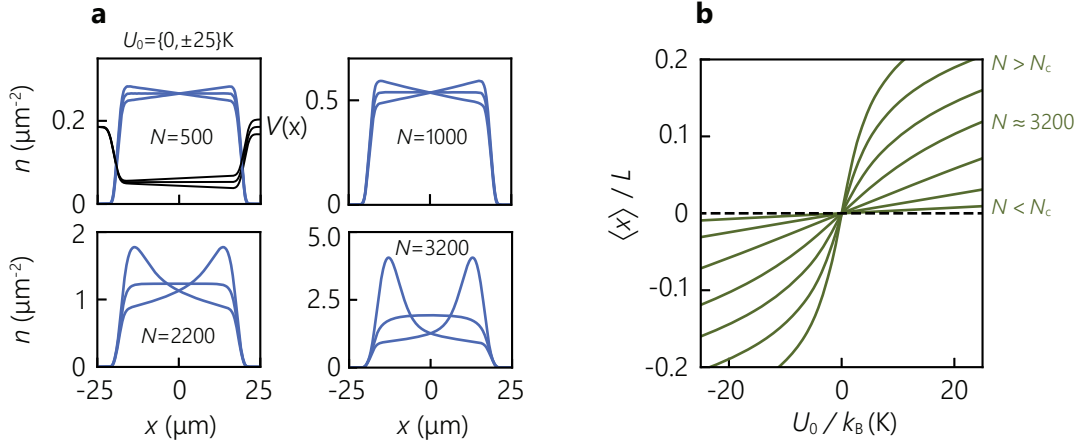 a
U₀={0,±25}K
n (μm⁻²)
0.2
0
N=500
V(x)
0.5
0
N=1000
n (μm⁻²)
2
1
0
N=2200
-25
0
25
x (μm)
5.0
2.5
0
N=3200
-25
0
25
x (μm)
b
⟨x⟩ / L
0.2
0.1
0
-0.1
-0.2
-20
0
20
U₀ / k_B (K)
N > N_c
N ≈ 3200
N < N_c